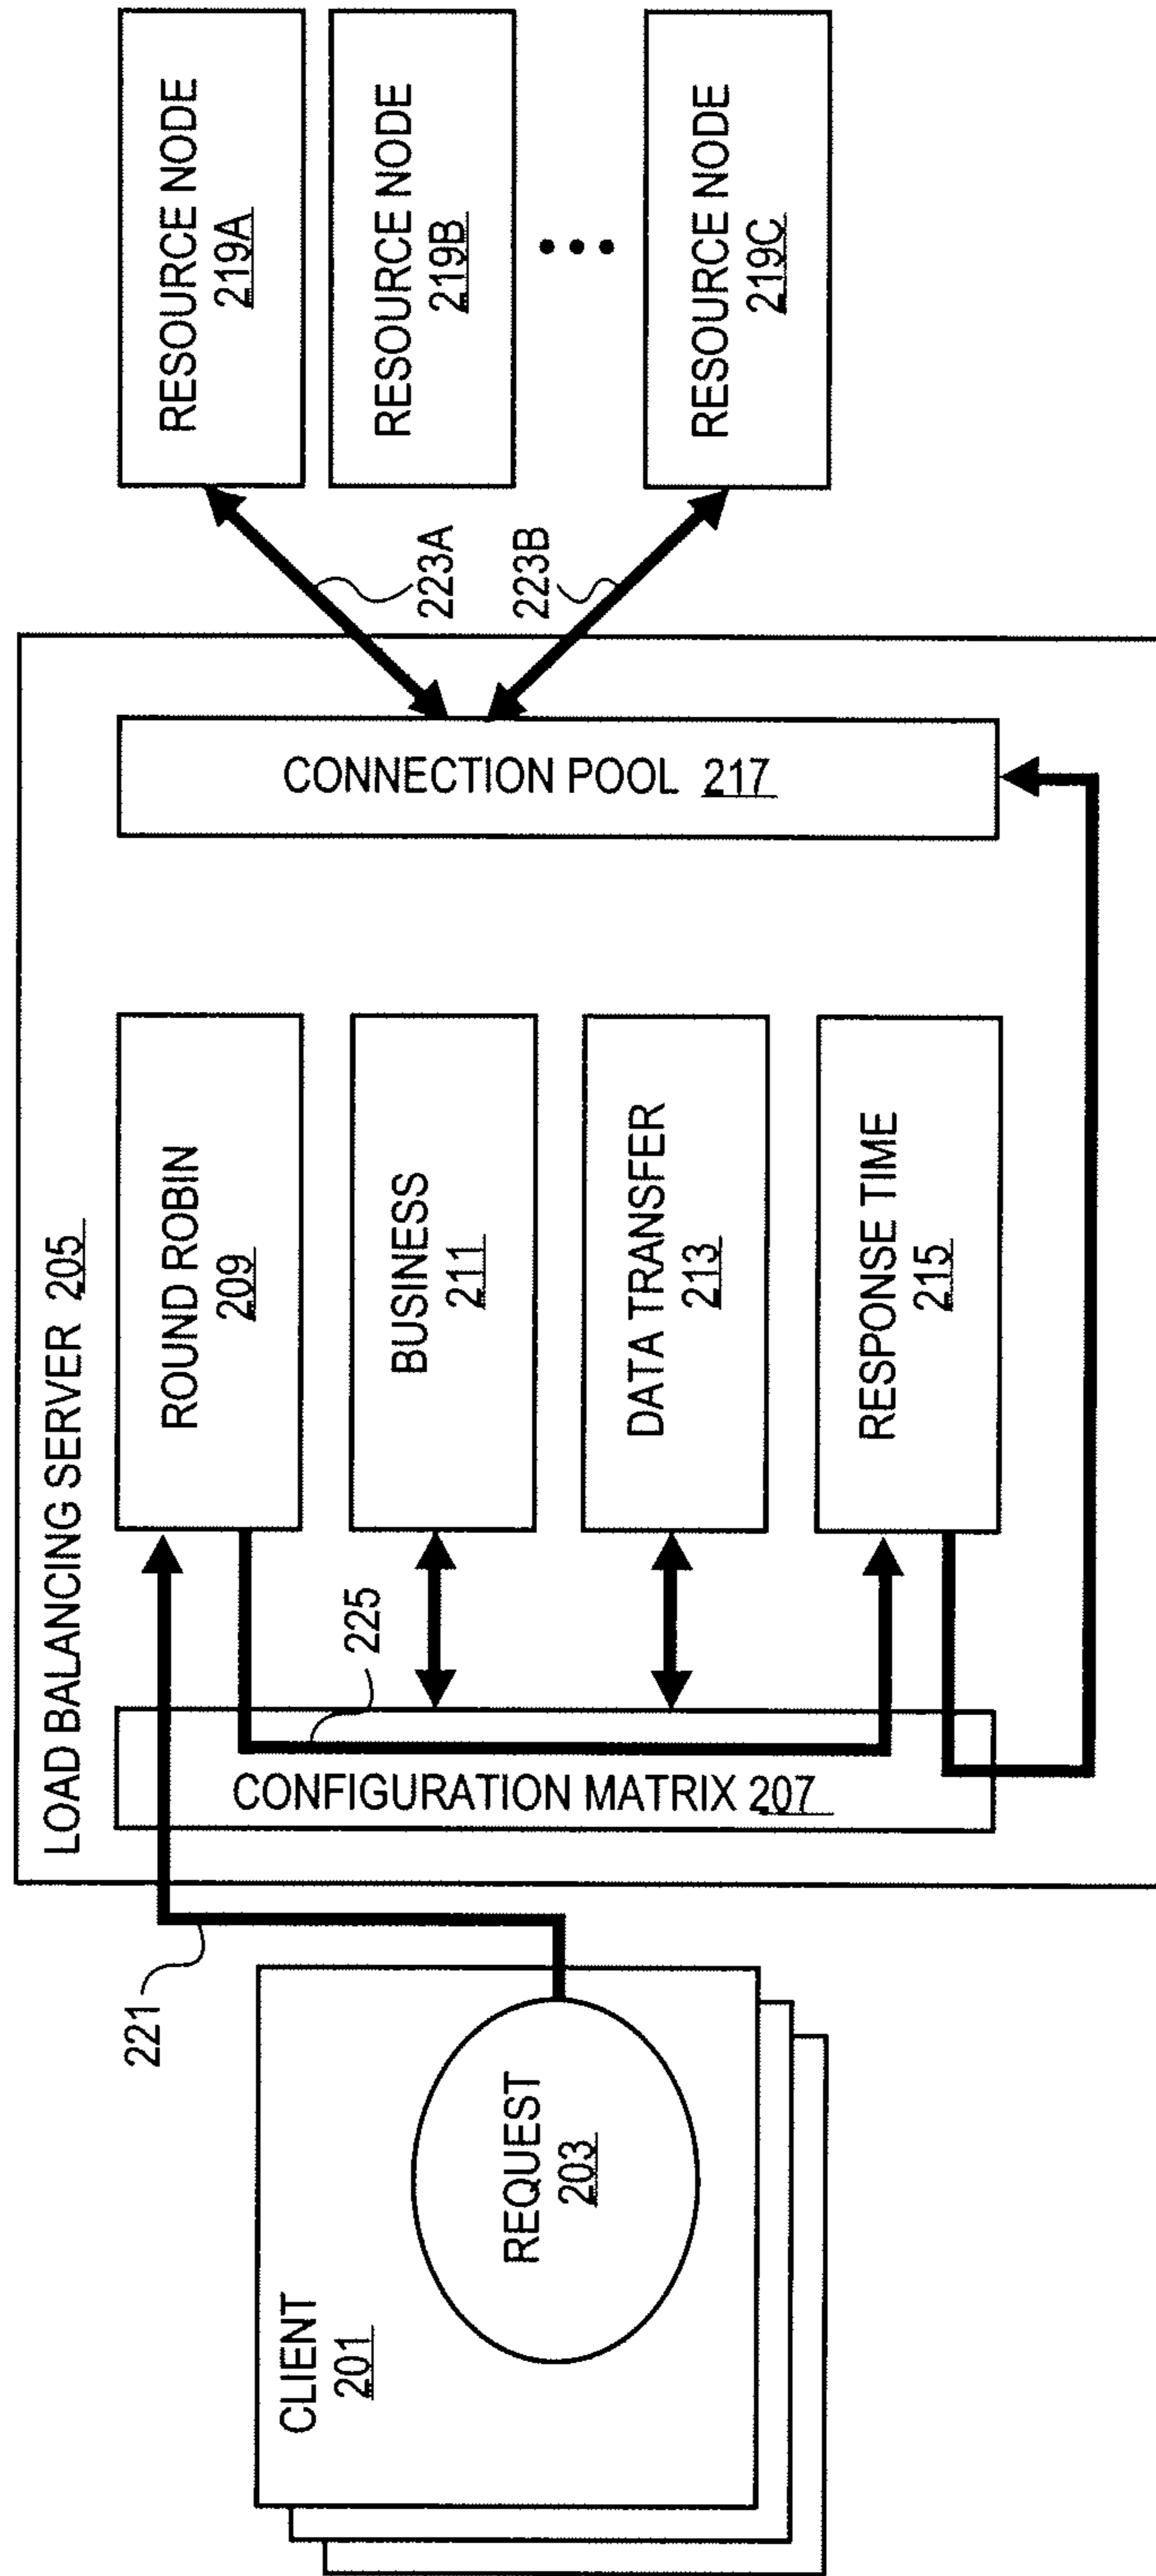 CLIENT
201
REQUEST
203
221
LOAD BALANCING SERVER 205
CONFIGURATION MATRIX 207
225
ROUND ROBIN
209
BUSINESS
211
DATA TRANSFER
213
RESPONSE TIME
215
CONNECTION POOL 217
223A
223B
RESOURCE NODE
219A
RESOURCE NODE
219B
RESOURCE NODE
219C